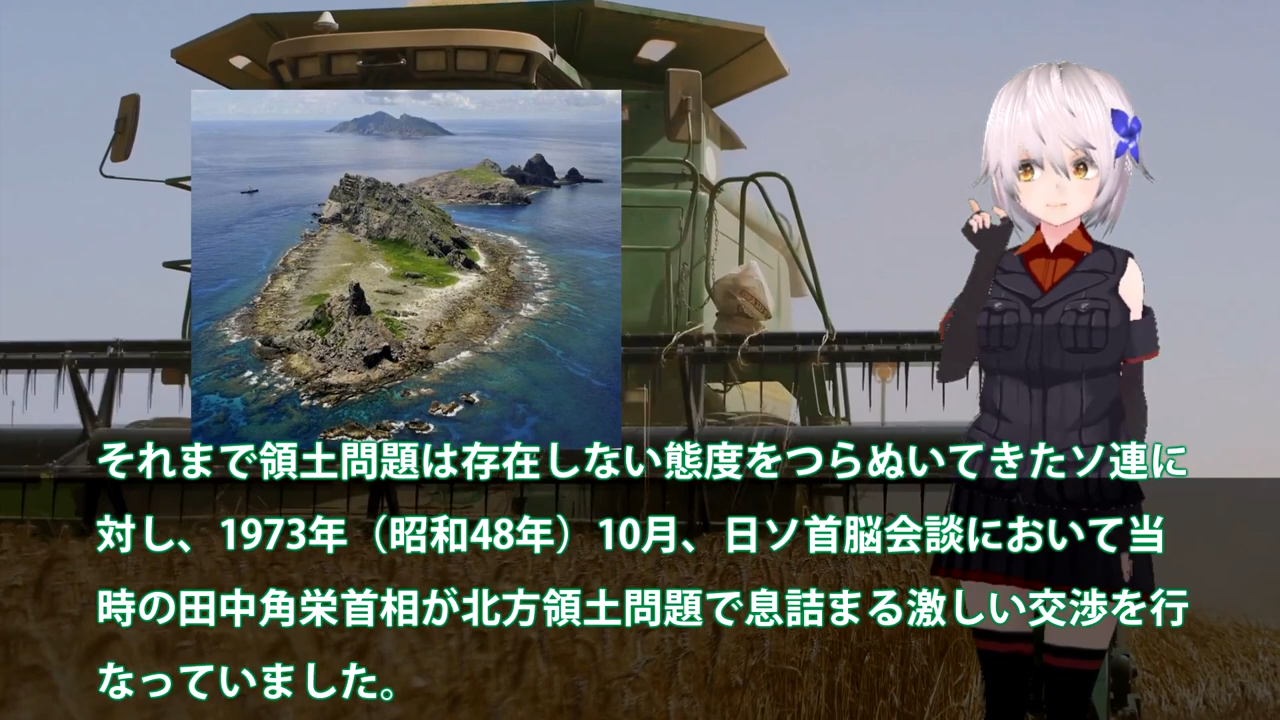 それまで領土問題は存在しない態度をつらぬいてきたソ連に
対し、1973年（昭和48年）10月、日ソ首脳会談において当
時の田中角栄首相が北方領土問題で息詰まる激しい交渉を行
なっていました。